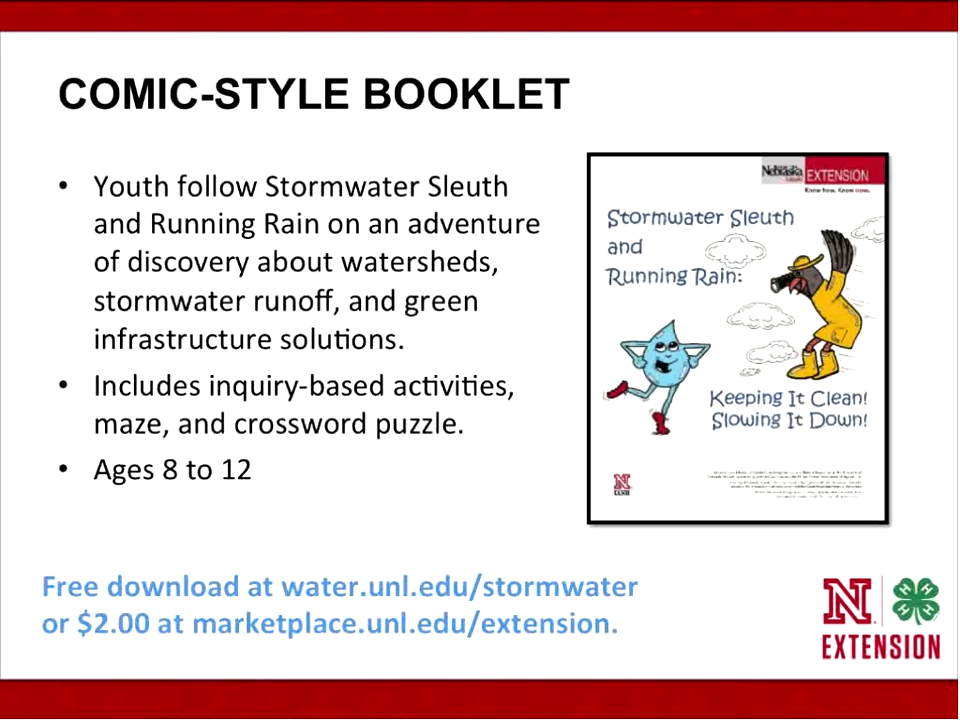 COMIC-STYLE BOOKLET
• Youth follow Stormwater Sleuth
and Running Rain on an adventure
of discovery about watersheds,
stormwater runoff, and green
infrastructure solutions.
• Includes inquiry-based activities,
maze, and crossword puzzle.
• Ages 8 to 12
Nebraska EXTENSION
Know how. Know now.
Stormwater Sleuth
and
Running Rain:
Keeping It Clean!
Slowing It Down!
N
Free download at water.unl.edu/stormwater
or $2.00 at marketplace.unl.edu/extension.
N
H H H H
EXTENSION